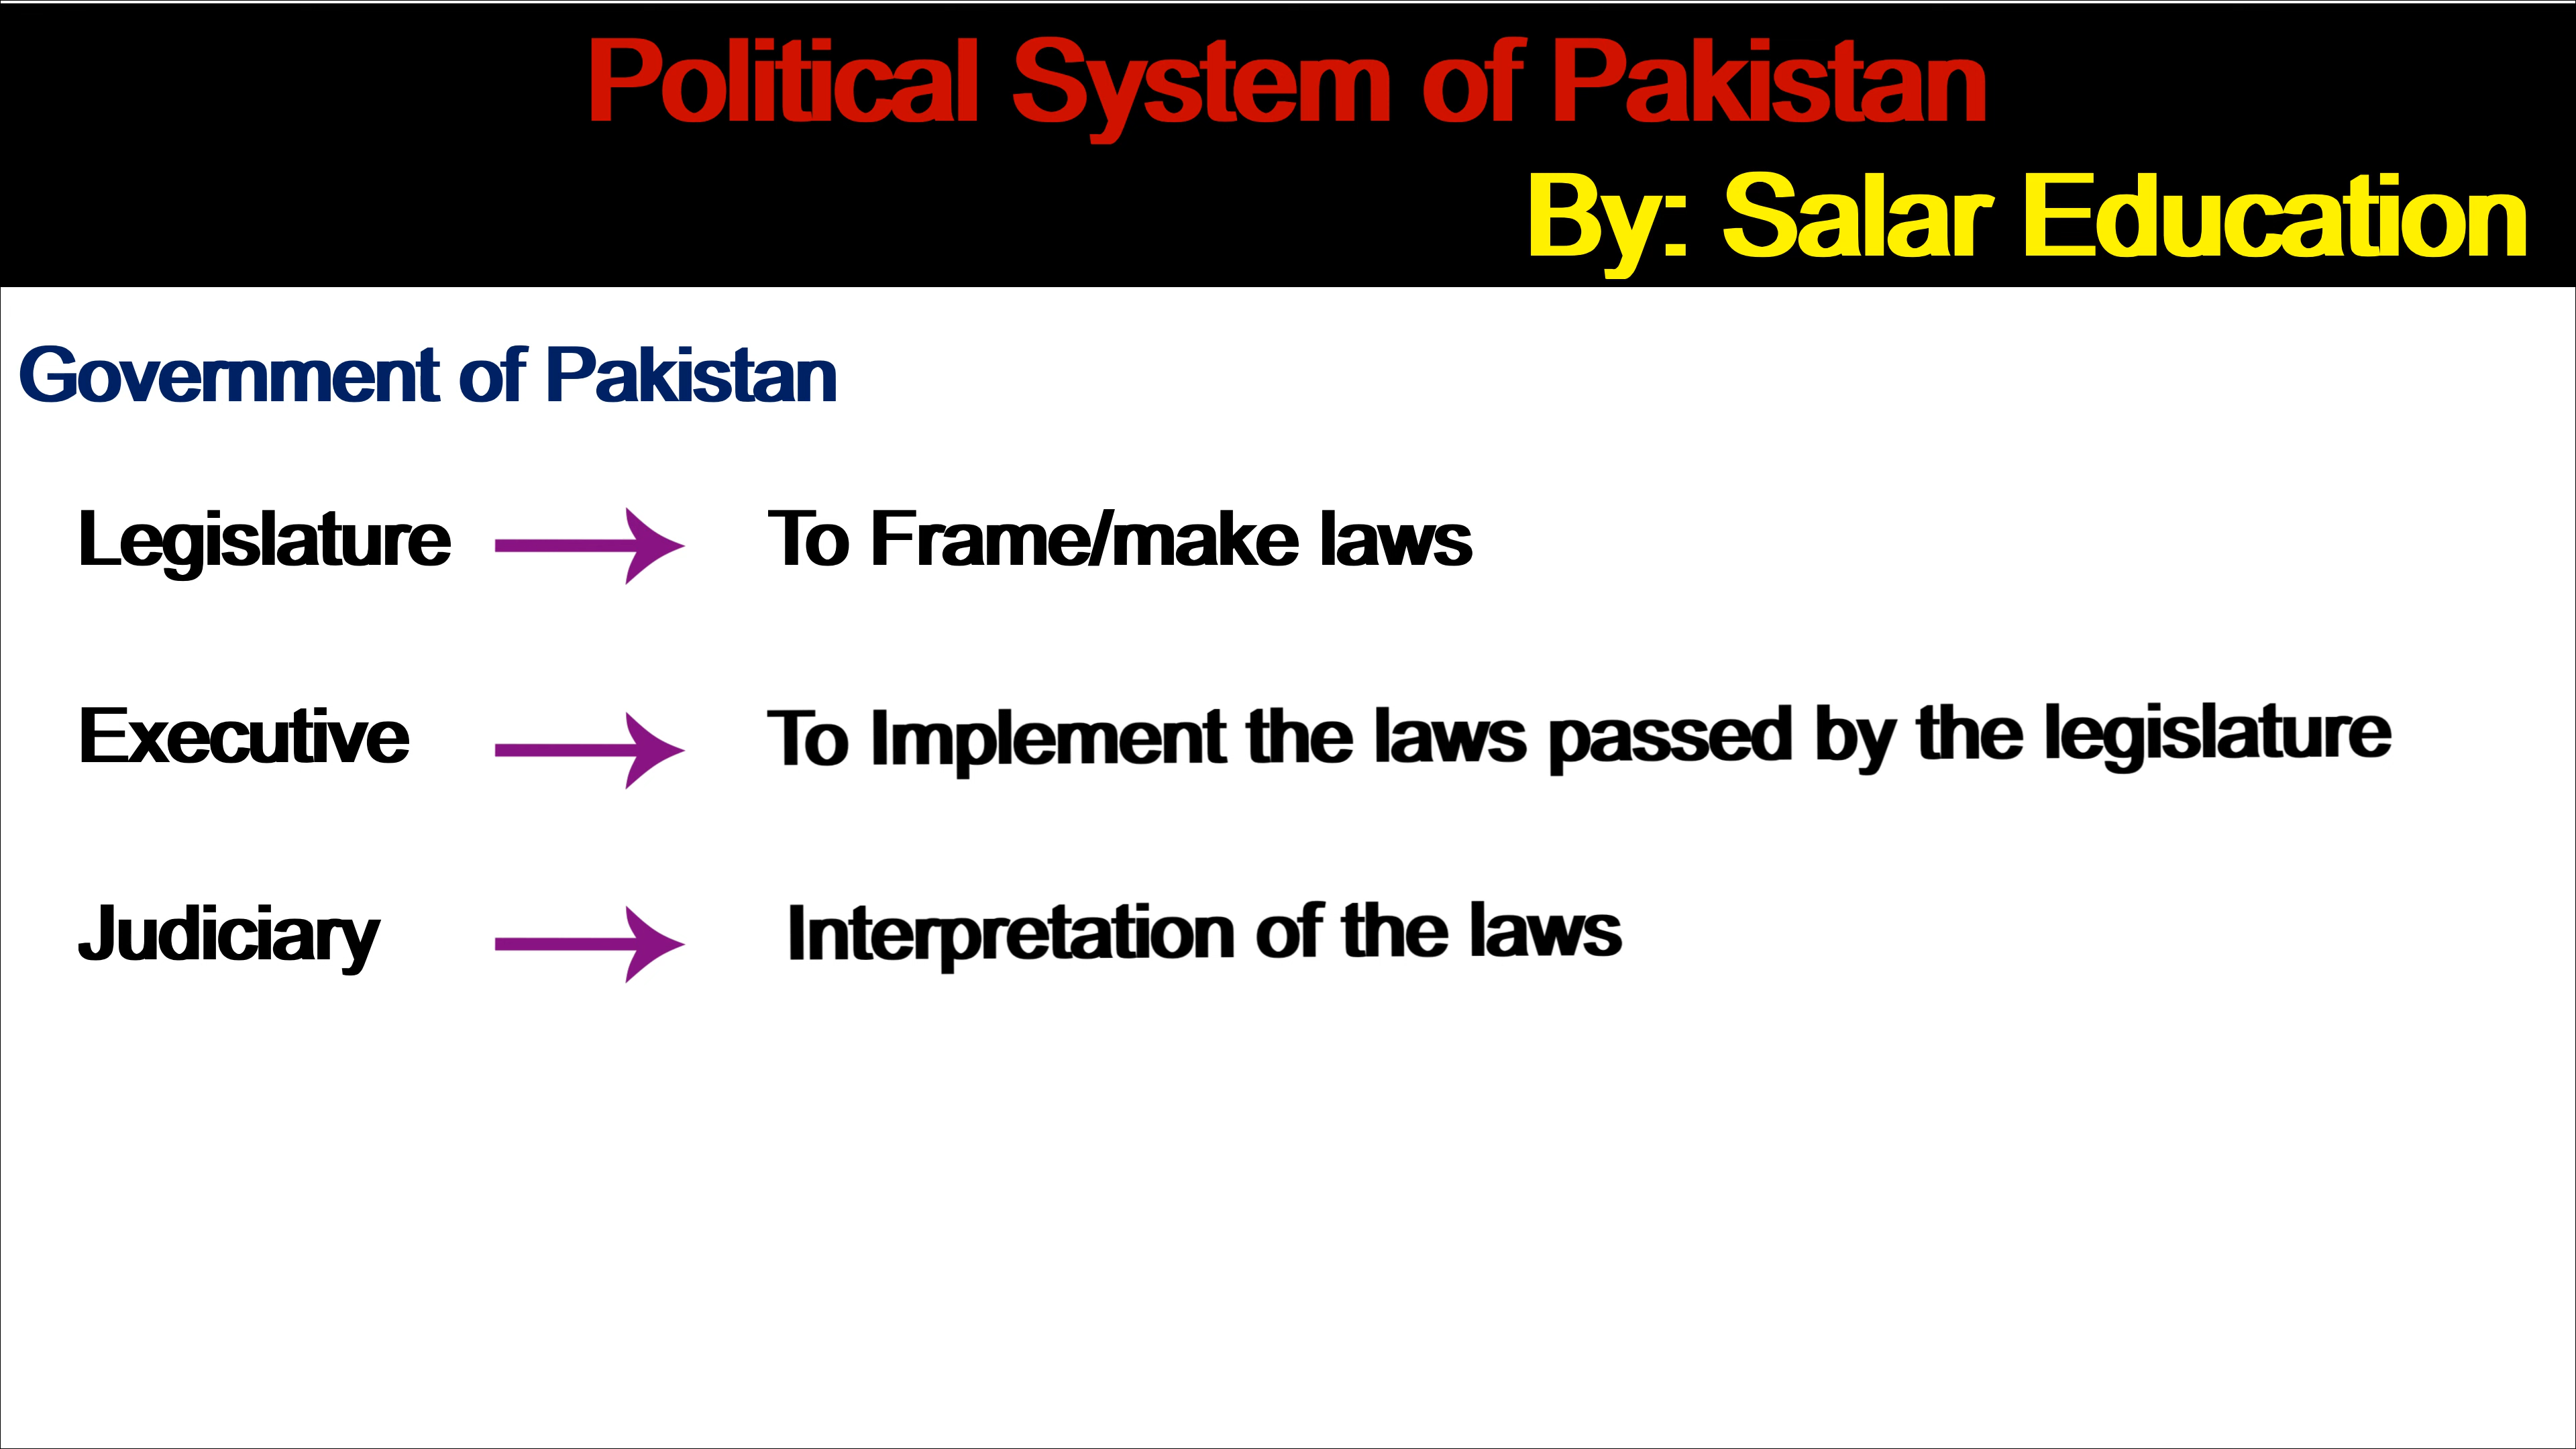 Political System of Pakistan
By: Salar Education
Government of Pakistan
Legislature To Frame/make laws
Executive To Implement the laws passed by the legislature
Judiciary Interpretation of the laws